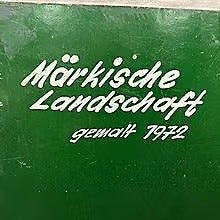 Märkische
Landschaft
gemalt 1972